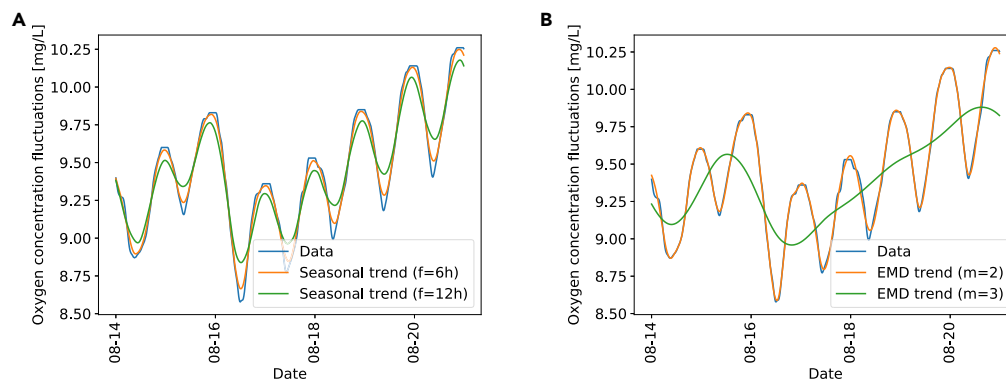 A
Oxygen concentration fluctuations [mg/L]
10.25
10.00
9.75
9.50
9.25
9.00
8.75
8.50
Data
Seasonal trend (f=6h)
Seasonal trend (f=12h)
08-14
08-16
08-18
08-20
Date
B
Oxygen concentration fluctuations [mg/L]
10.25
10.00
9.75
9.50
9.25
9.00
8.75
8.50
Data
EMD trend (m=2)
EMD trend (m=3)
08-14
08-16
08-18
08-20
Date